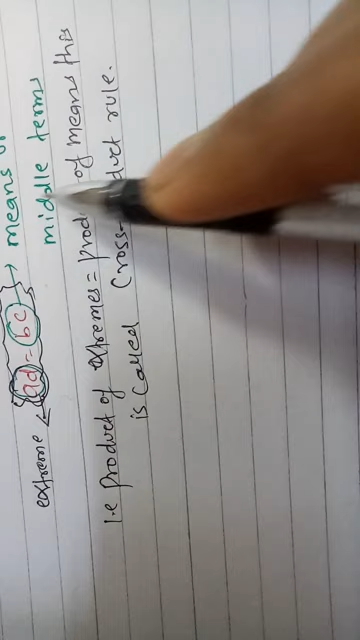 extreme ← ad = bc → means or
middle terms
i.e product of extremes = prod of means this
is called Cross- duct rule.